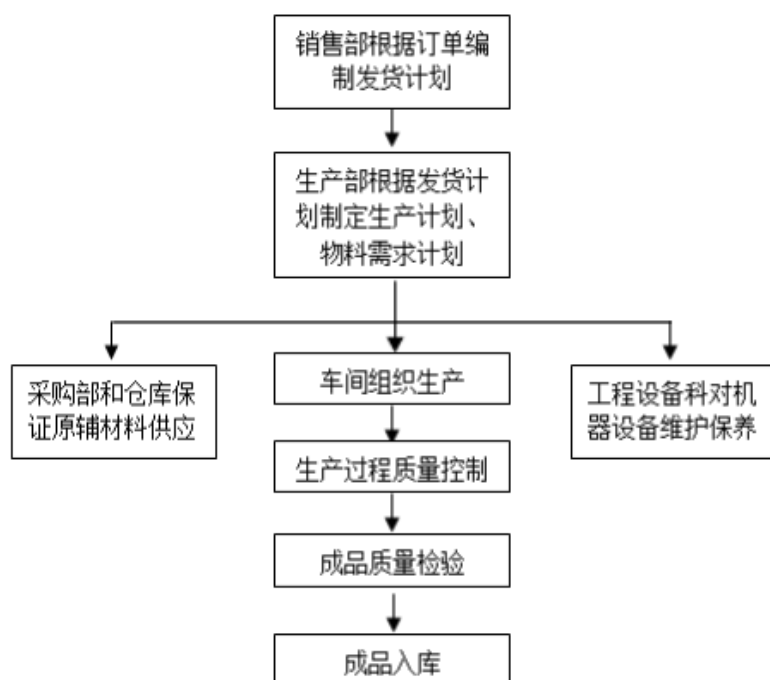 销售部根据订单编
制发货计划
生产部根据发货计
划制定生产计划、
物料需求计划
采购部和仓库保
证原辅材料供应
车间组织生产
工程设备科对机
器设备维护保养
生产过程质量控制
成品质量检验
成品入库